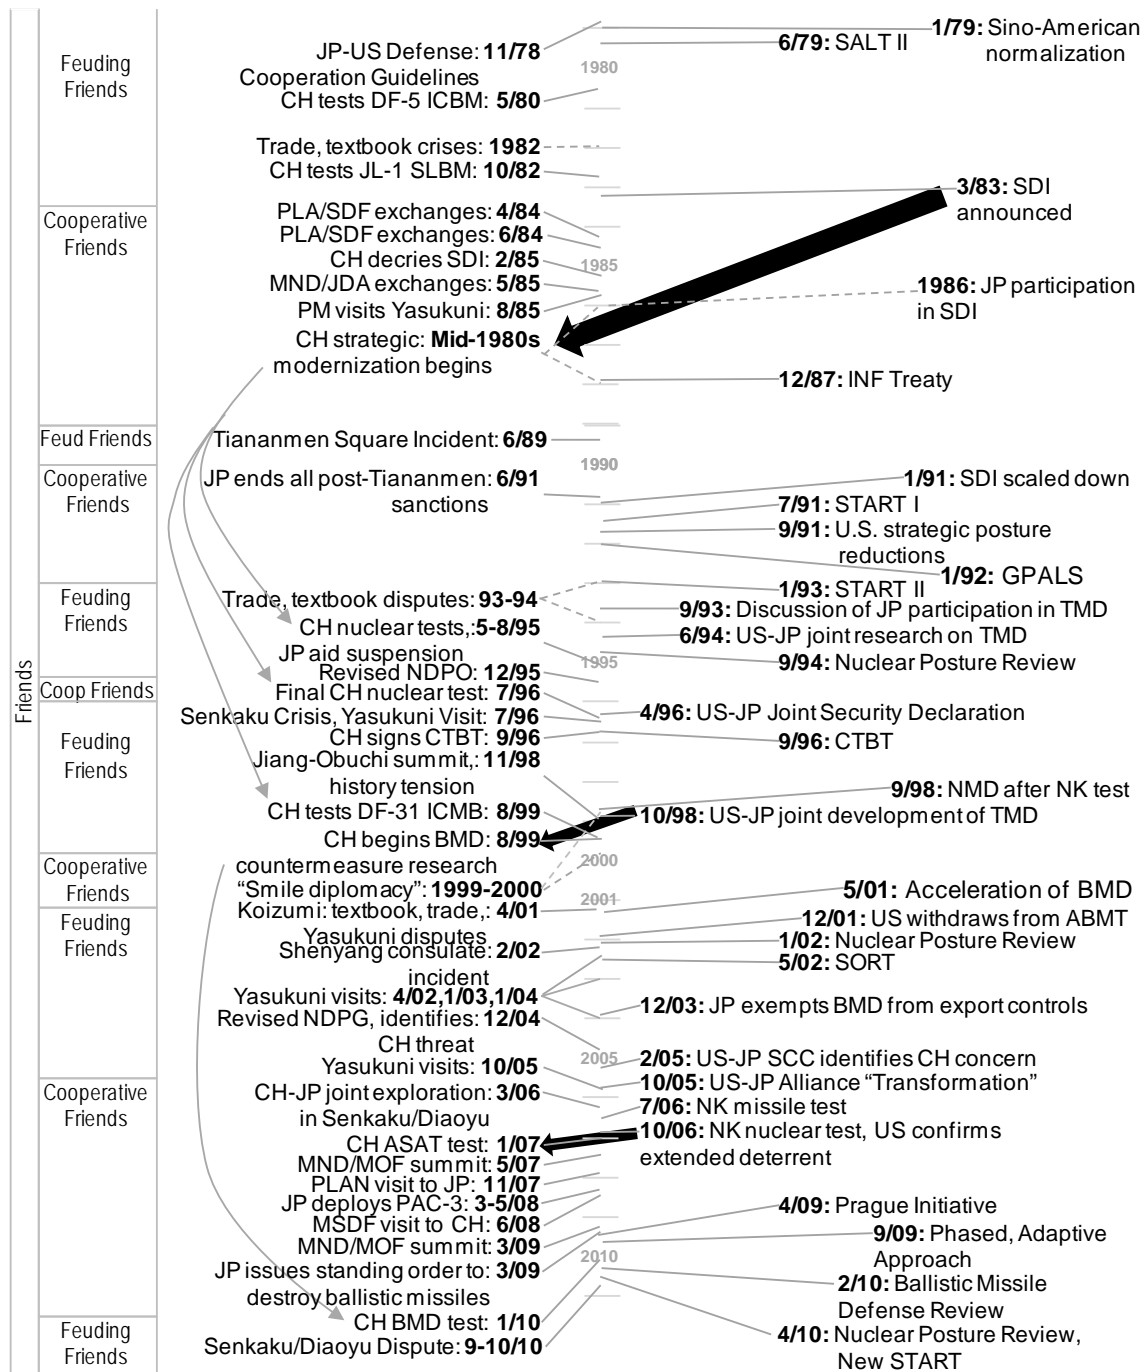 Friends
Feuding
Friends
Cooperative
Friends
Feud Friends
Cooperative
Friends
Feuding
Friends
Coop Friends
Feuding
Friends
Cooperative
Friends
Feuding
Friends
Cooperative
Friends
Feuding
Friends
JP-US Defense: 11/78
Cooperation Guidelines
CH tests DF-5 ICBM: 5/80
Trade, textbook crises: 1982
CH tests JL-1 SLBM: 10/82
PLA/SDF exchanges: 4/84
PLA/SDF exchanges: 6/84
CH decries SDI: 2/85
MND/JDA exchanges: 5/85
PM visits Yasukuni: 8/85
CH strategic: Mid-1980s
modernization begins
Tiananmen Square Incident: 6/89
JP ends all post-Tiananmen: 6/91
sanctions
Trade, textbook disputes: 93-94
CH nuclear tests,: 5-8/95
JP aid suspension
Revised NDPO: 12/95
Final CH nuclear test: 7/96
Senkaku Crisis, Yasukuni Visit: 7/96
CH signs CTBT: 9/96
Jiang-Obuchi summit,: 11/98
history tension
CH tests DF-31 ICMB: 8/99
CH begins BMD: 8/99
countermeasure research
“Smile diplomacy”: 1999-2000
Koizumi: textbook, trade,: 4/01
Yasukuni disputes
Shenyang consulate: 2/02
incident
Yasukuni visits: 4/02,1/03,1/04
Revised NDPG, identifies: 12/04
CH threat
Yasukuni visits: 10/05
CH-JP joint exploration: 3/06
in Senkaku/Diaoyu
CH ASAT test: 1/07
MND/MOF summit: 5/07
PLAN visit to JP: 11/07
JP deploys PAC-3: 3-5/08
MSDF visit to CH: 6/08
MND/MOF summit: 3/09
JP issues standing order to: 3/09
destroy ballistic missiles
CH BMD test: 1/10
Senkaku/Diaoyu Dispute: 9-10/10
1980
1985
1990
1995
2000
2001
2005
2010
1/79: Sino-American
normalization
6/79: SALT II
3/83: SDI
announced
1986: JP participation
in SDI
12/87: INF Treaty
1/91: SDI scaled down
7/91: START I
9/91: U.S. strategic posture
reductions
1/92: GPALS
1/93: START II
9/93: Discussion of JP participation in TMD
6/94: US-JP joint research on TMD
9/94: Nuclear Posture Review
4/96: US-JP Joint Security Declaration
9/96: CTBT
9/98: NMD after NK test
10/98: US-JP joint development of TMD
5/01: Acceleration of BMD
12/01: US withdraws from ABMT
1/02: Nuclear Posture Review
5/02: SORT
12/03: JP exempts BMD from export controls
2/05: US-JP SCC identifies CH concern
10/05: US-JP Alliance “Transformation”
7/06: NK missile test
10/06: NK nuclear test, US confirms
extended deterrent
4/09: Prague Initiative
9/09: Phased, Adaptive
Approach
2/10: Ballistic Missile
Defense Review
4/10: Nuclear Posture Review,
New START